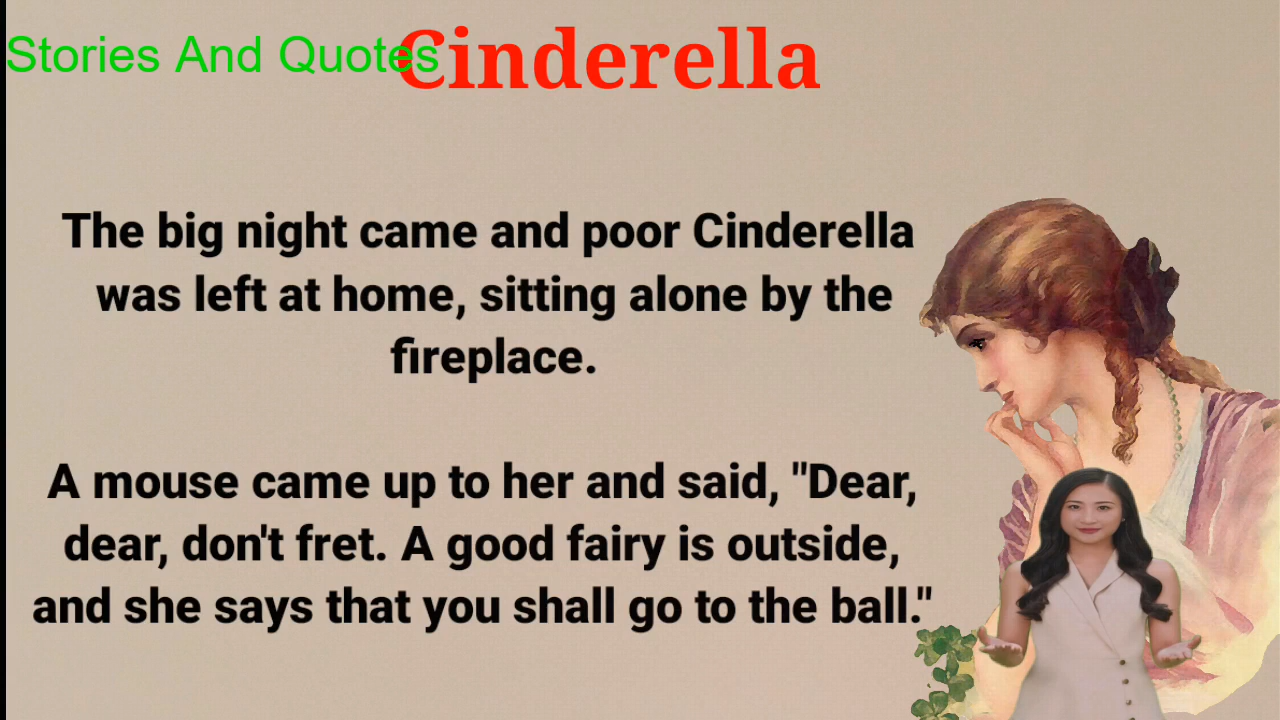 Stories And Quotes
Cinderella
The big night came and poor Cinderella
was left at home, sitting alone by the
fireplace.
A mouse came up to her and said, "Dear,
dear, don't fret. A good fairy is outside,
and she says that you shall go to the ball."